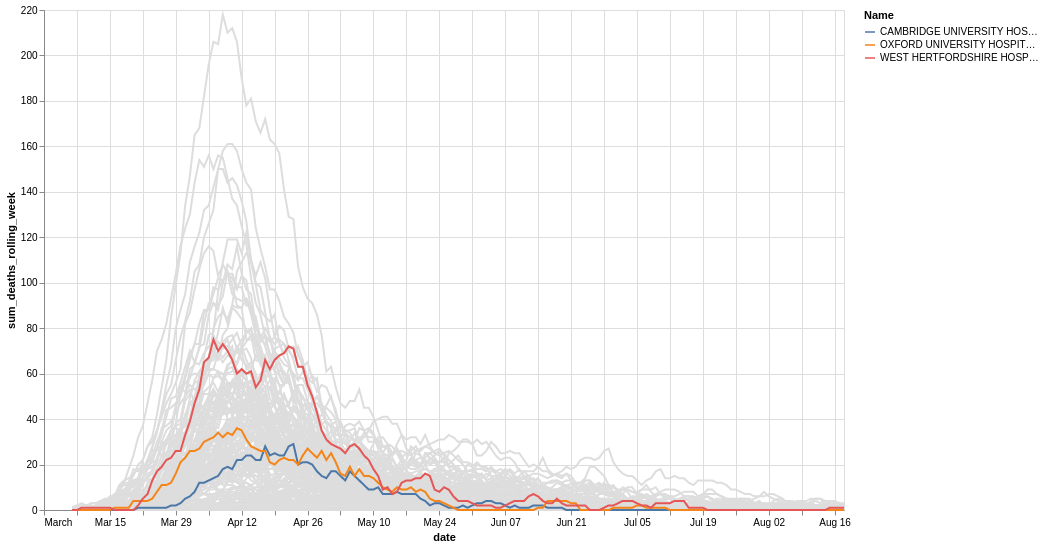 220
200
180
160
140
120
100
80
60
40
20
0
sum_deaths_rolling_week
March Mar 15 Mar 29 Apr 12 Apr 26 May 10 May 24 Jun 07 Jun 21 Jul 05 Jul 19 Aug 02 Aug 16
date
Name
CAMBRIDGE UNIVERSITY HOS…
OXFORD UNIVERSITY HOSPIT…
WEST HERTFORDSHIRE HOSP…